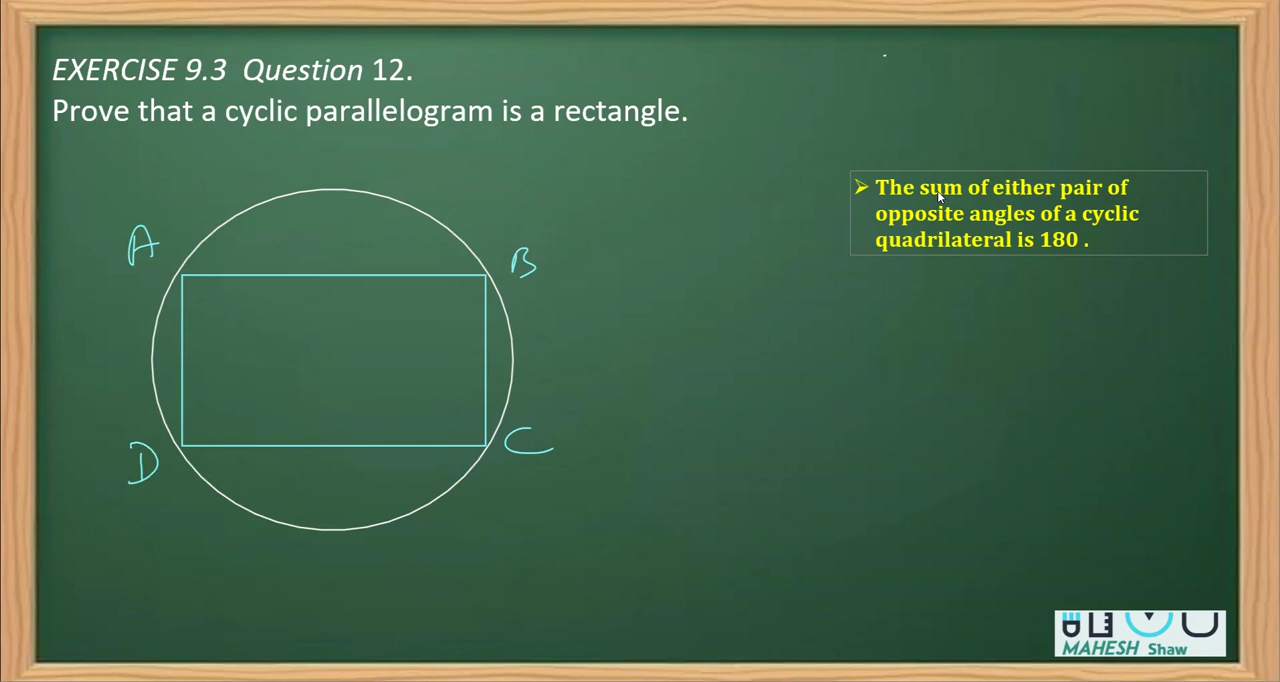 EXERCISE 9.3 Question 12.
Prove that a cyclic parallelogram is a rectangle.
➢ The sum of either pair of
opposite angles of a cyclic
quadrilateral is 180 .
A
B
D
C
MAHESH Shaw